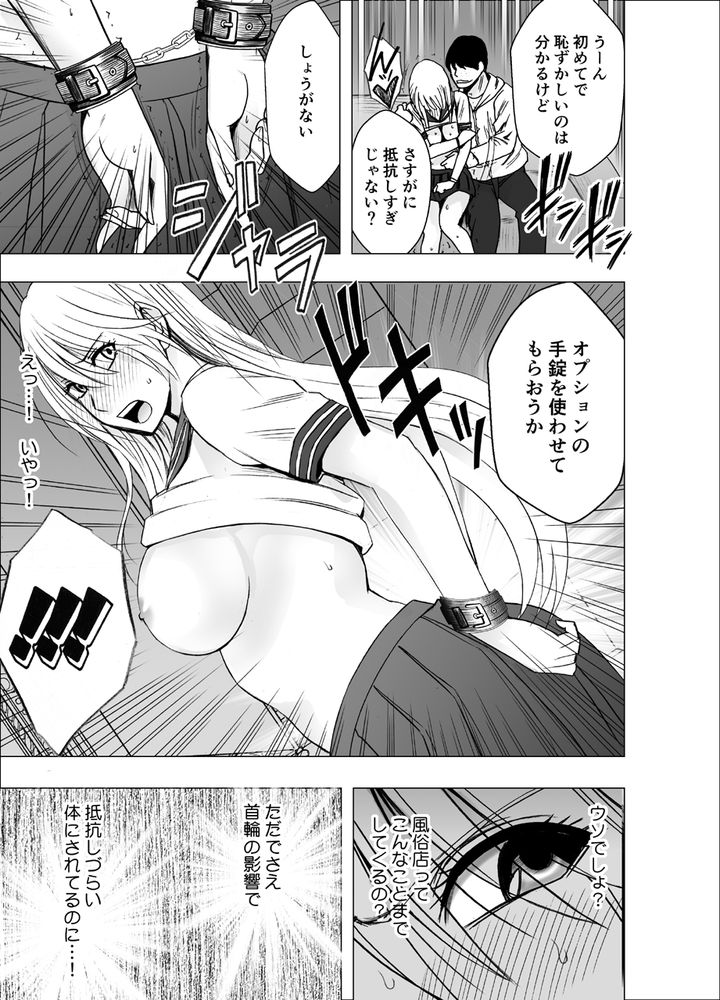 うーん
初めてで
恥ずかしいのは
分かるけど
さすがに
抵抗しすぎ
じゃない？
しょうがない
ジャラ
オプションの
手錠を使わせて
もらおうか
ドキ
ドキ
えっ…！
いやっ！
!!!!
ウソでしょ？
風俗店って
こんなことまで
してくるの？
ただでさえ
首輪の影響で
抵抗しづらい
体にされてるのに…！